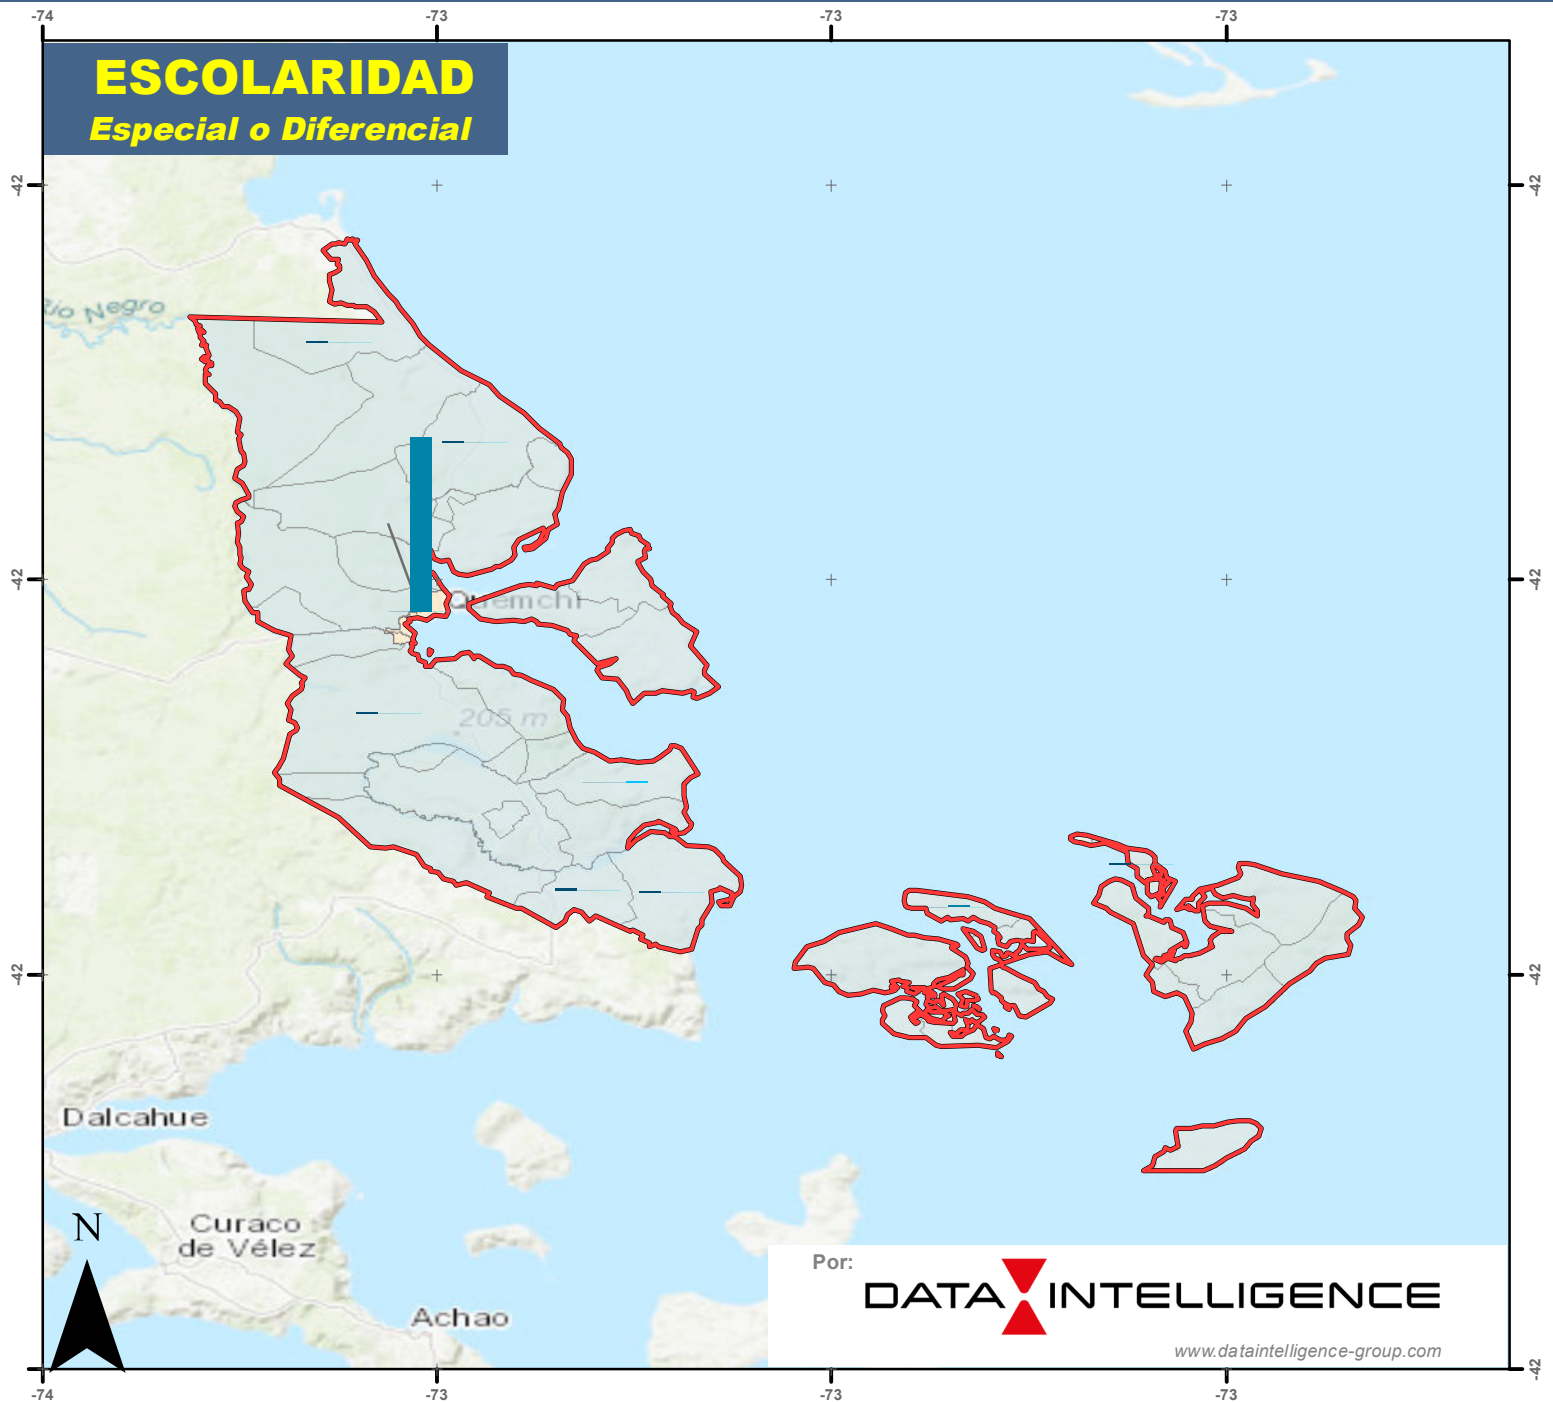 -74
-73
-73
-73
ESCOLARIDAD
Especial o Diferencial
-42
-42
Río Negro
-42
-42
Quemchi
205 m
-42
-42
Dalcahue
Curaco
de Vélez
N
Achao
Por:
DATA INTELLIGENCE
www.dataintelligence-group.com
-42
-74
-73
-73
-73